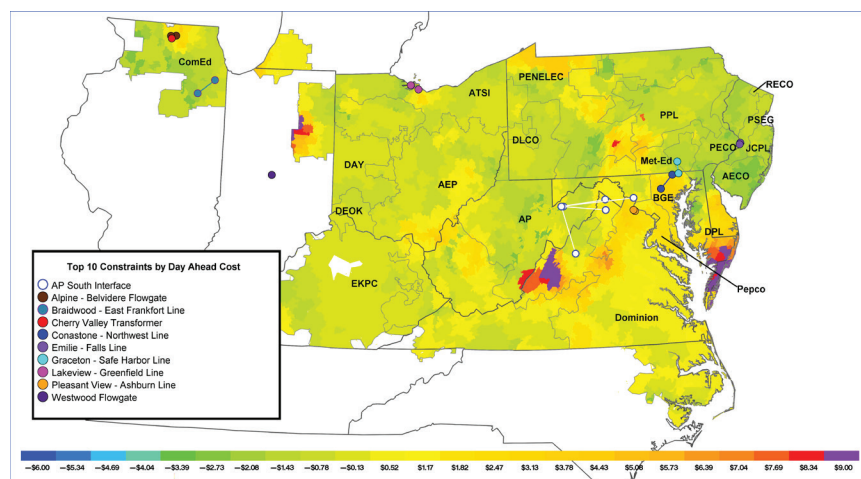 ComEd
PENELEC
RECO
ATSI
PPL
PSEG
DLCO
PECO
JCPL
Met-Ed
DAY
AECO
AEP
BGE
DEOK
AP
DPL
EKPC
Pepco
Dominion
Top 10 Constraints by Day Ahead Cost
AP South Interface
Alpine - Belvidere Flowgate
Braidwood - East Frankfort Line
Cherry Valley Transformer
Conastone - Northwest Line
Emilie - Falls Line
Graceton - Safe Harbor Line
Lakeview - Greenfield Line
Pleasant View - Ashburn Line
Westwood Flowgate
–$6.00 –$5.34 –$4.69 –$4.04 –$3.39 –$2.73 –$2.08 –$1.43 –$0.78 –$0.13 $0.52 $1.17 $1.82 $2.47 $3.13 $3.78 $4.43 $5.08 $5.73 $6.39 $7.04 $7.69 $8.34 $9.00